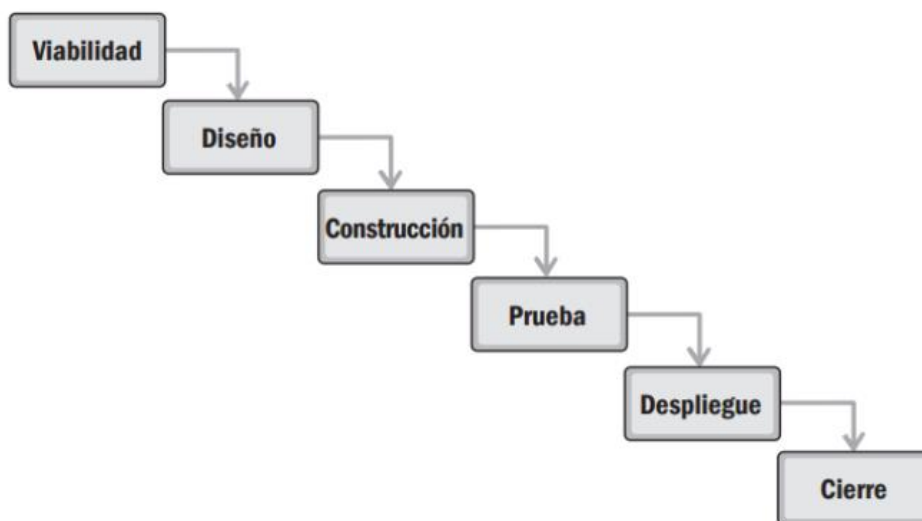 Viabilidad
Diseño
Construcción
Prueba
Despliegue
Cierre